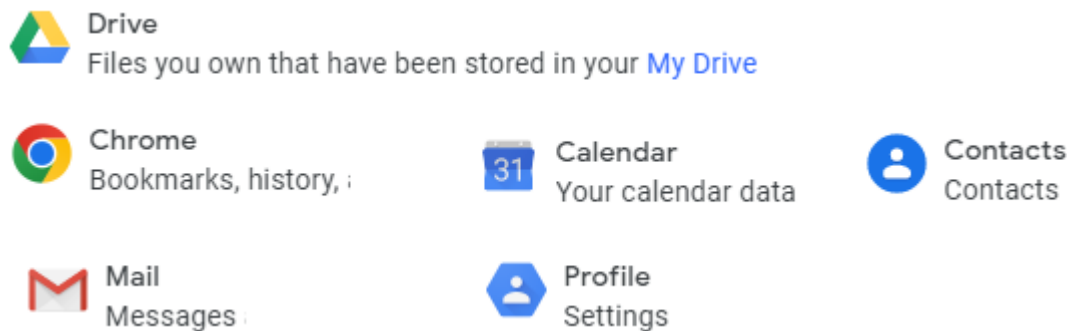 Drive
Files you own that have been stored in your My Drive
Chrome
Bookmarks, history,
Calendar
31
Your calendar data
Contacts
Contacts
Mail
Messages
Profile
Settings